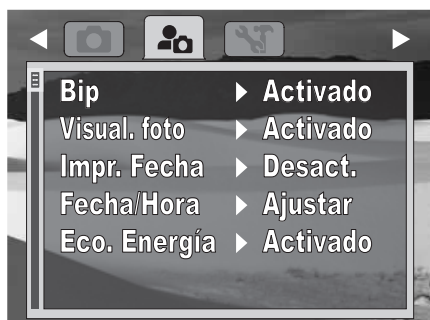 Bip Activado
Visual. foto Activado
Impr. Fecha Desact.
Fecha/Hora Ajustar
Eco. Energía Activado